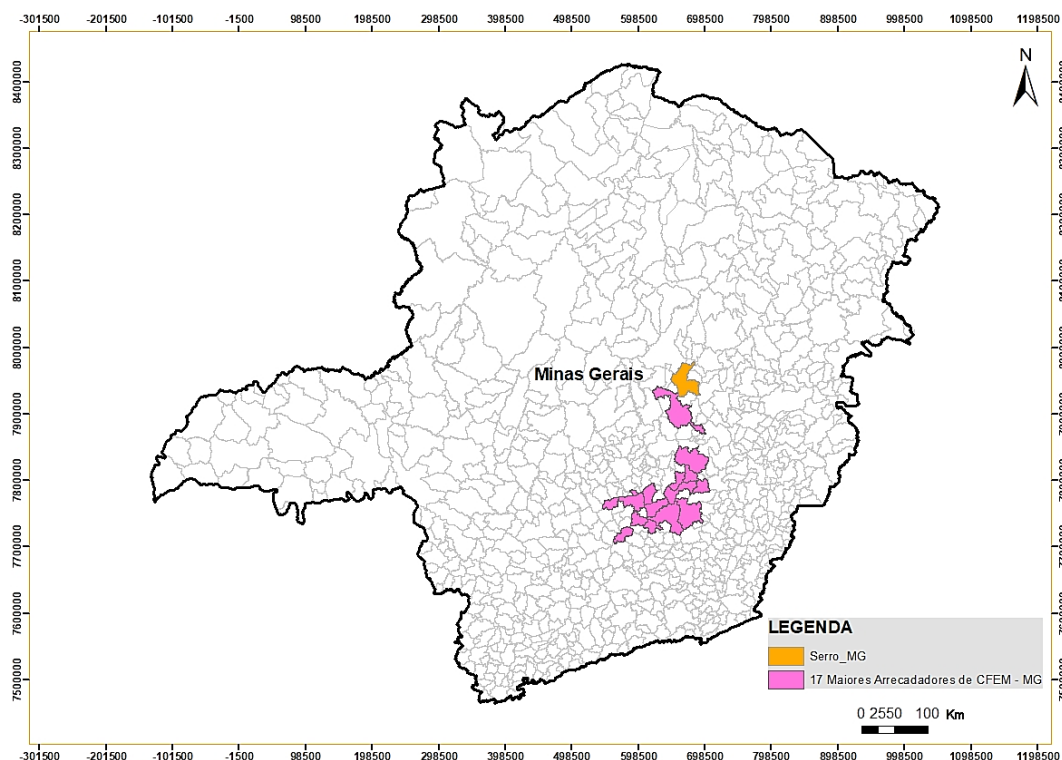 -301500 -201500 -101500 -1500 98500 198500 298500 398500 498500 598500 698500 798500 898500 998500 1098500 1198500
N
8400000
8300000
8200000
8100000
8000000
7900000
7800000
7700000
7600000
7500000
Minas Gerais
LEGENDA
Serro_MG
17 Maiores Arrecadadores de CFEM - MG
0 2550 100 Km
-301500 -201500 -101500 -1500 98500 198500 298500 398500 498500 598500 698500 798500 898500 998500 1098500 1198500